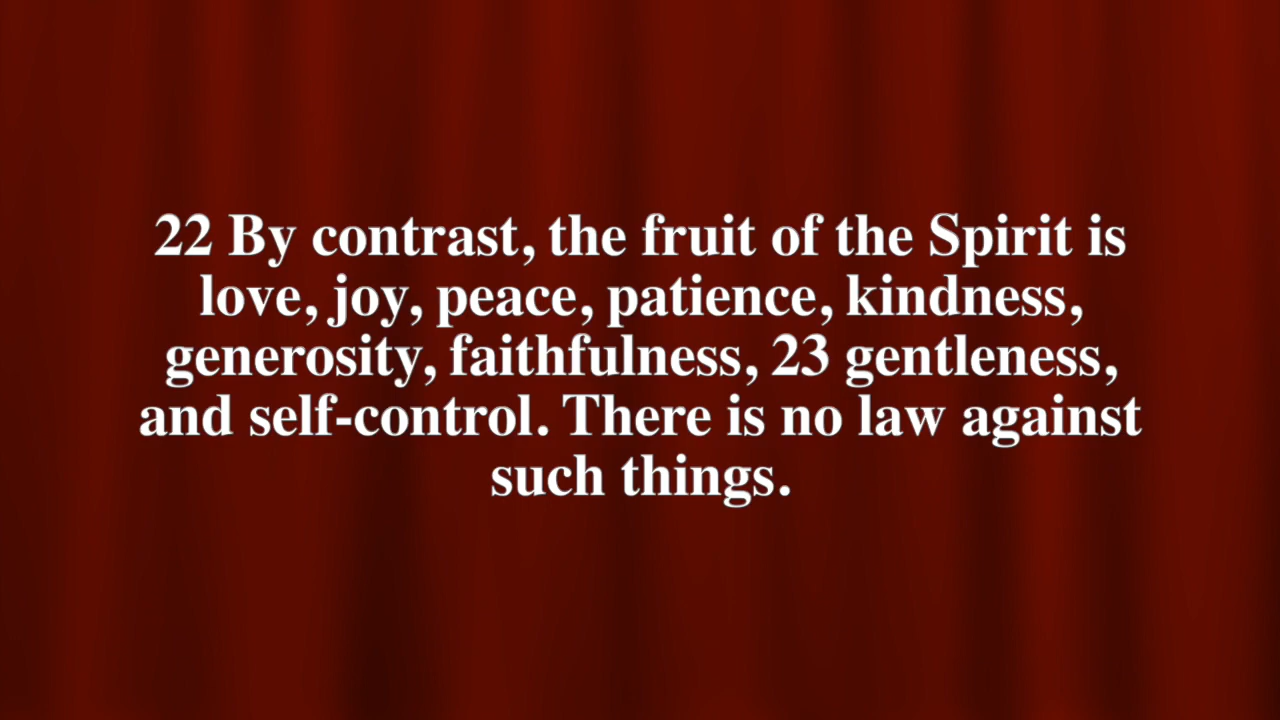 22 By contrast, the fruit of the Spirit is
love, joy, peace, patience, kindness,
generosity, faithfulness, 23 gentleness,
and self-control. There is no law against
such things.